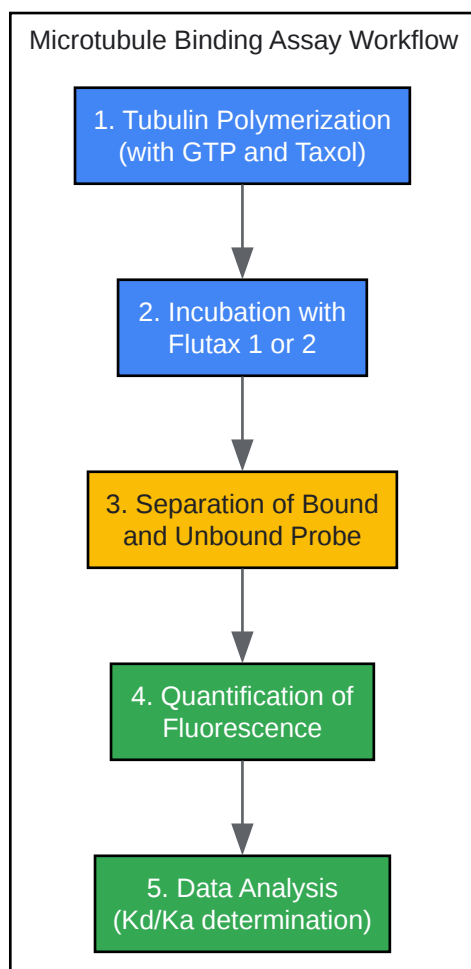 Microtubule Binding Assay Workflow
1. Tubulin Polymerization
(with GTP and Taxol)
2. Incubation with
Flutax 1 or 2
3. Separation of Bound
and Unbound Probe
4. Quantification of
Fluorescence
5. Data Analysis
(Kd/Ka determination)